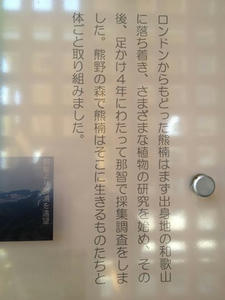 ロンドンからもどった熊楠はまず出身地の和歌山
に落ち着き、さまざまな植物の研究を始め、その
後、足かけ４年にわたって那智で採集調査をしま
した。熊野の森で熊楠はそこに生きるものたちと
体ごと取り組みました。